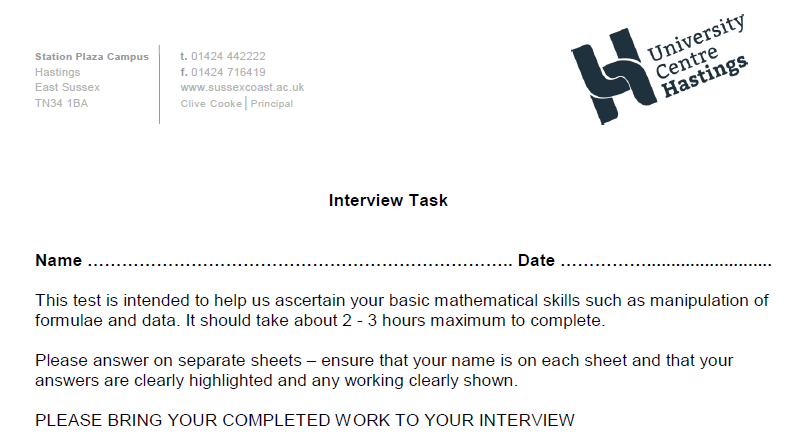 Station Plaza Campus
Hastings
East Sussex
TN34 1BA
t. 01424 442222
f. 01424 716419
www.sussexcoast.ac.uk
Clive Cooke | Principal
University
Centre
Hastings
Interview Task
Name ……………………………………………………………….. Date …………….........................
This test is intended to help us ascertain your basic mathematical skills such as manipulation of
formulae and data. It should take about 2 - 3 hours maximum to complete.
Please answer on separate sheets – ensure that your name is on each sheet and that your
answers are clearly highlighted and any working clearly shown.
PLEASE BRING YOUR COMPLETED WORK TO YOUR INTERVIEW